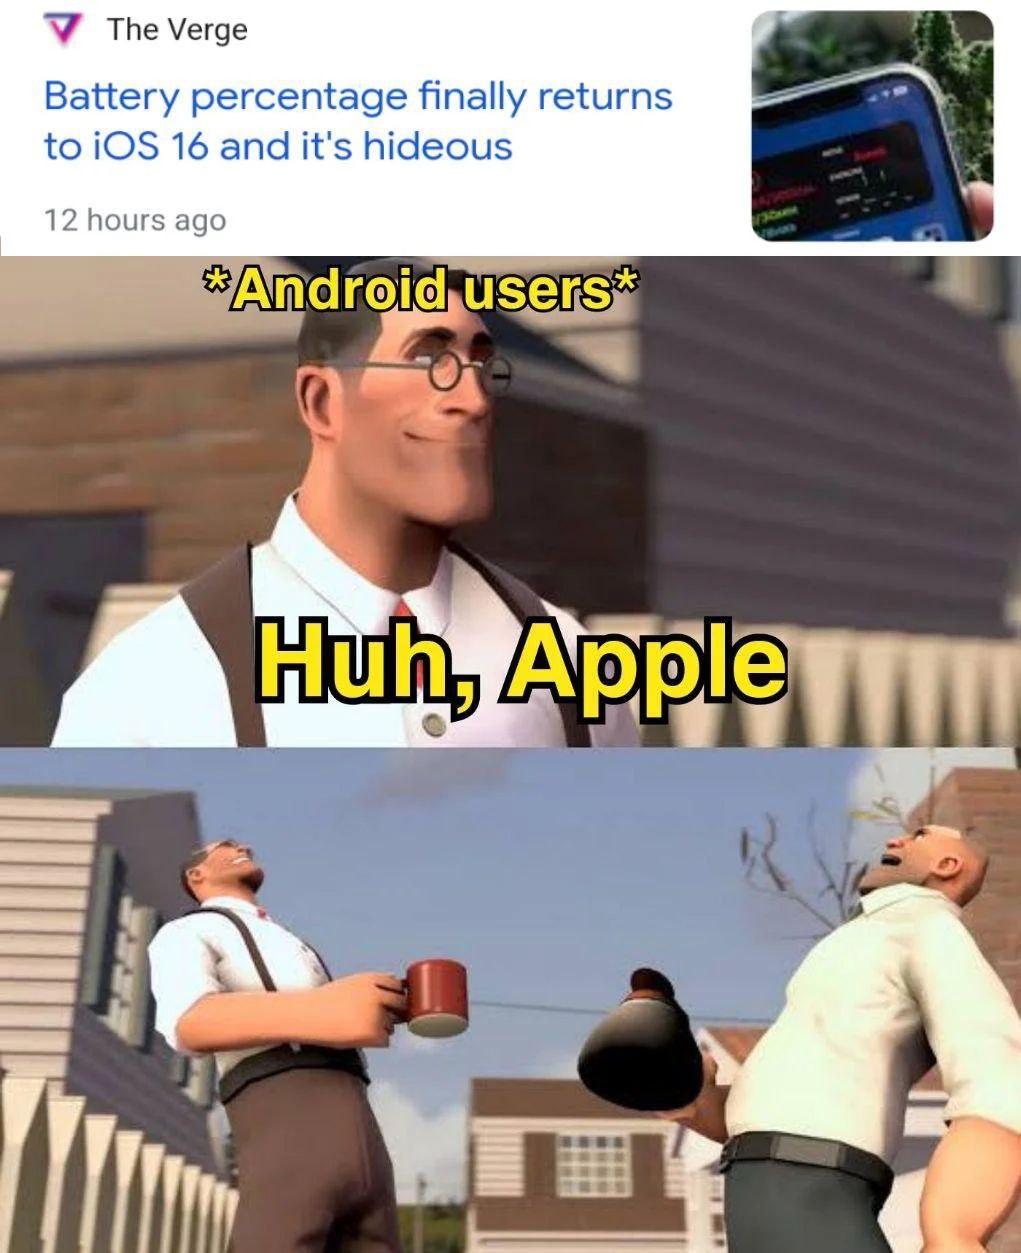 The Verge
Battery percentage finally returns
to iOS 16 and it's hideous
12 hours ago
*Android users*
Huh, Apple